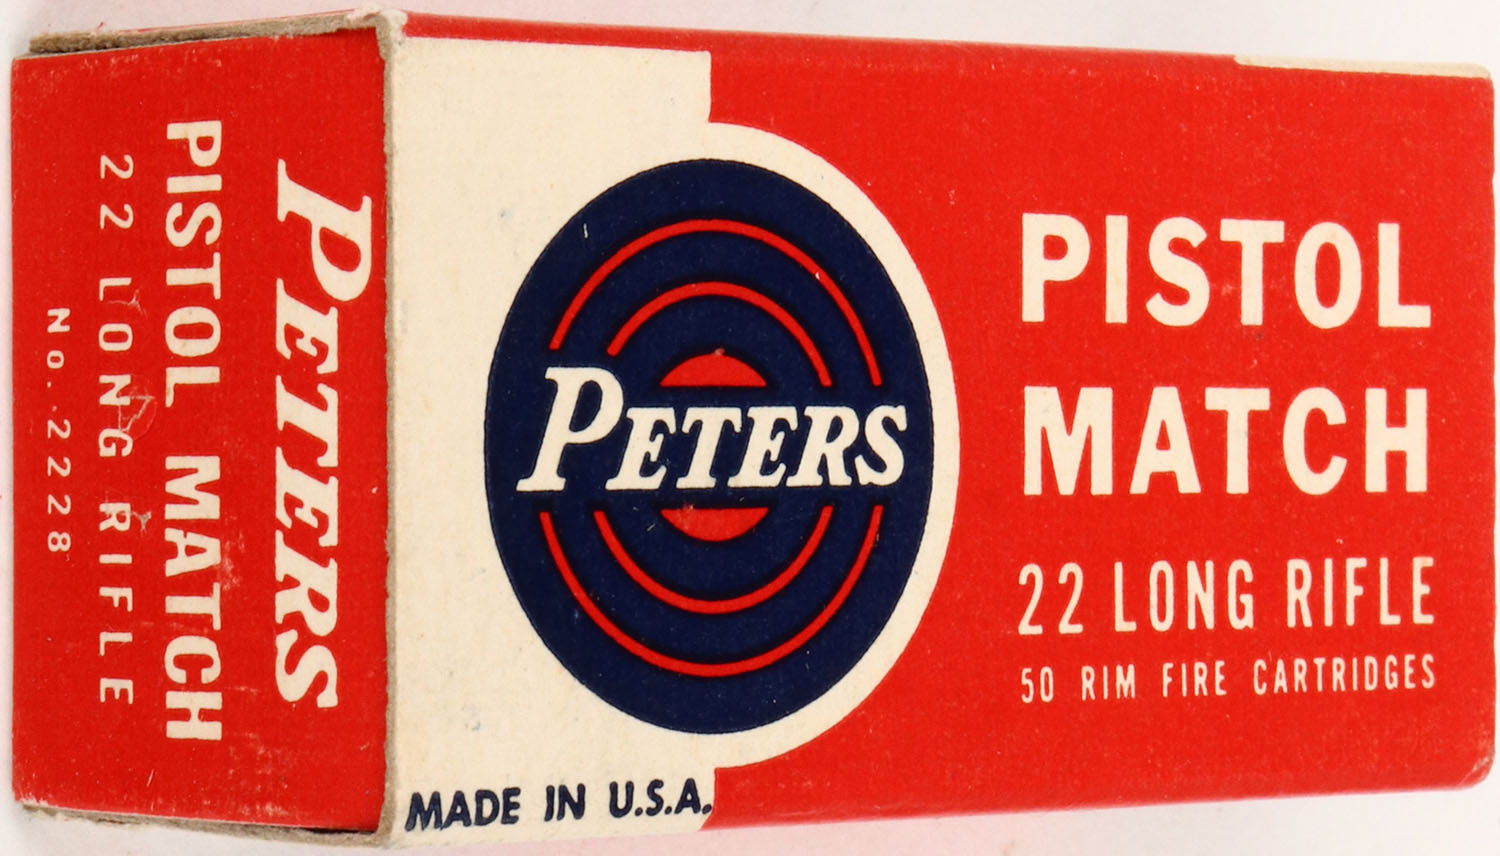 PETERS
PISTOL MATCH
22 LONG RIFLE
No. 2228
PETERS
MADE IN U.S.A.
PISTOL
MATCH
22 LONG RIFLE
50 RIM FIRE CARTRIDGES